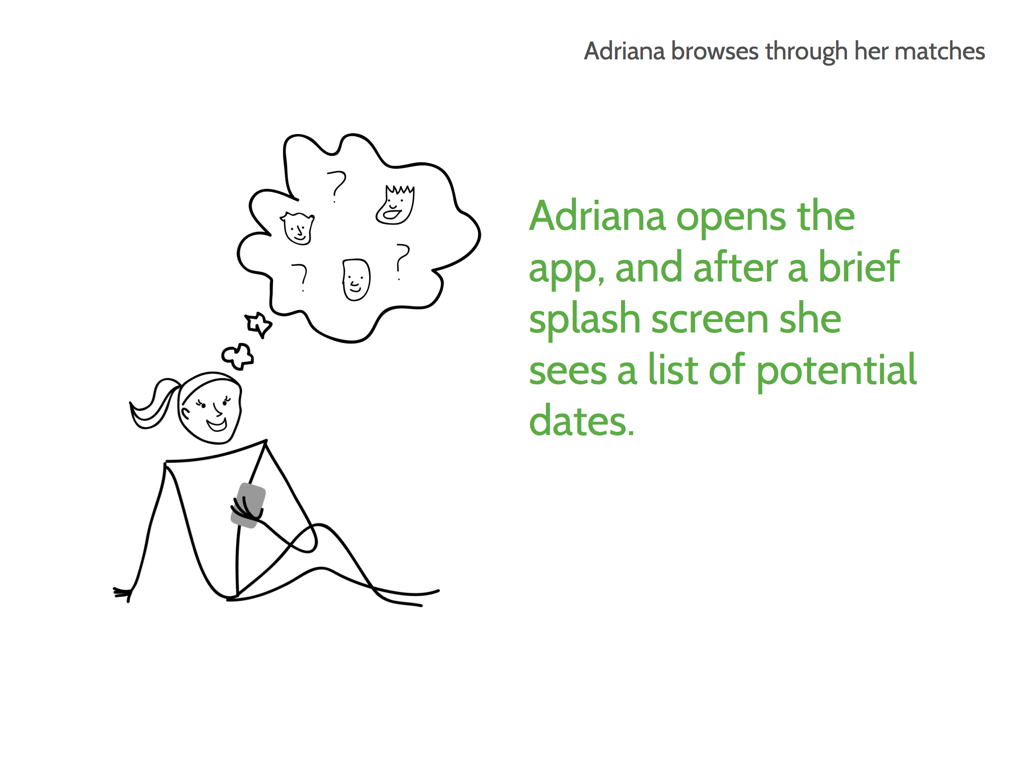 Adriana browses through her matches
?
?
?
Adriana opens the
app, and after a brief
splash screen she
sees a list of potential
dates.